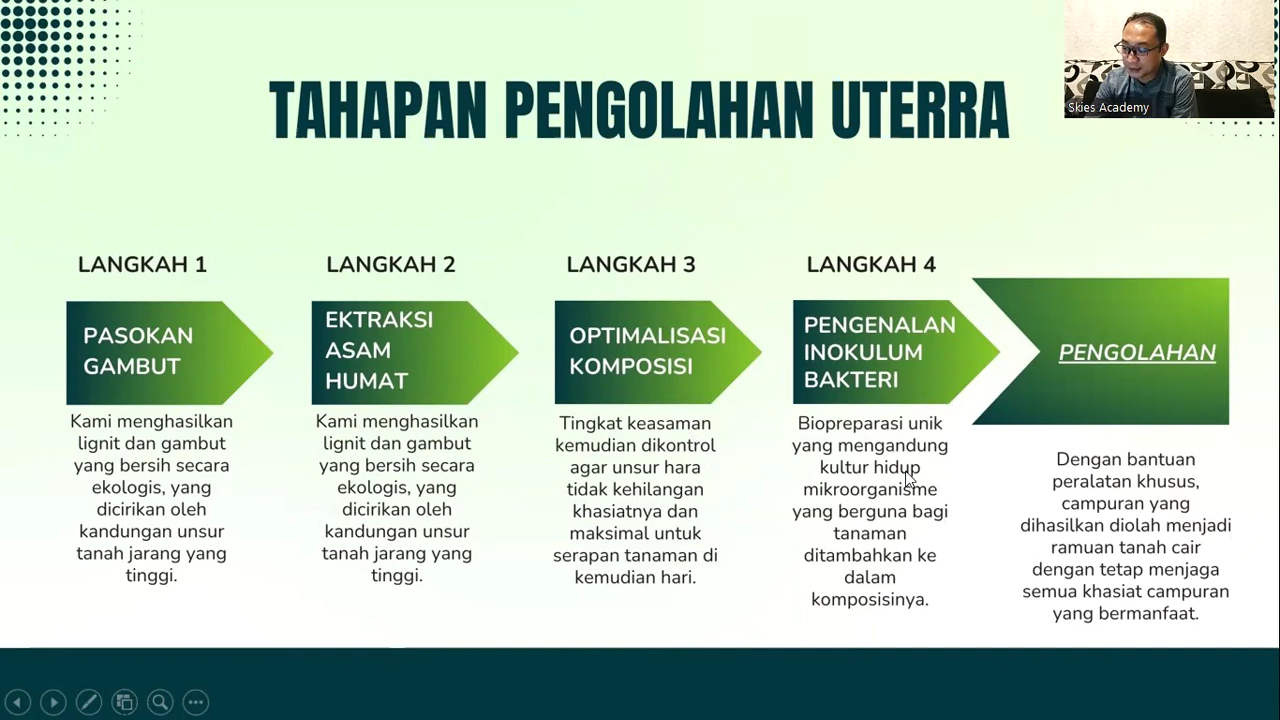 Skies Academy
TAHAPAN PENGOLAHAN UTERRA
LANGKAH 1
PASOKAN
GAMBUT
Kami menghasilkan
lignit dan gambut
yang bersih secara
ekologis, yang
dicirikan oleh
kandungan unsur
tanah jarang yang
tinggi.
LANGKAH 2
EKTRAKSI
ASAM
HUMAT
Kami menghasilkan
lignit dan gambut
yang bersih secara
ekologis, yang
dicirikan oleh
kandungan unsur
tanah jarang yang
tinggi.
LANGKAH 3
OPTIMALISASI
KOMPOSISI
Tingkat keasaman
kemudian dikontrol
agar unsur hara
tidak kehilangan
khasiatnya dan
maksimal untuk
serapan tanaman di
kemudian hari.
LANGKAH 4
PENGENALAN
INOKULUM
BAKTERI
Biopreparasi unik
yang mengandung
kultur hidup
mikroorganisme
yang berguna bagi
tanaman
ditambahkan ke
dalam
komposisinya.
PENGOLAHAN
Dengan bantuan
peralatan khusus,
campuran yang
dihasilkan diolah menjadi
ramuan tanah cair
dengan tetap menjaga
semua khasiat campuran
yang bermanfaat.